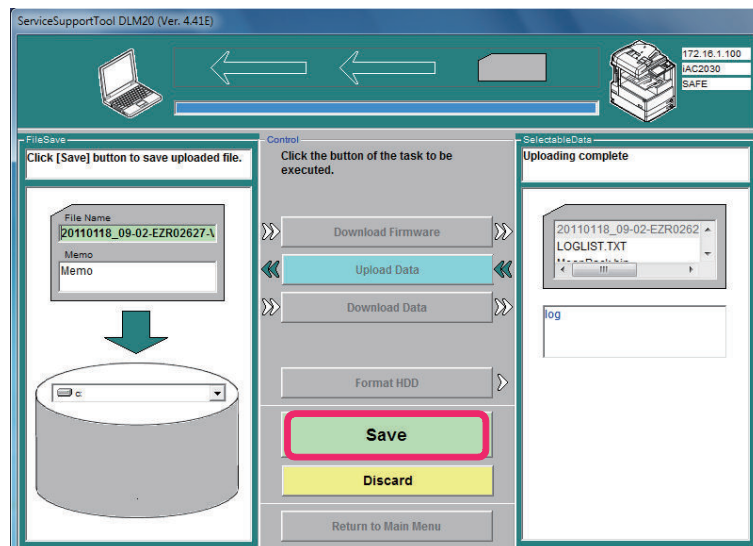 ServiceSupportTool DLM20 (Ver. 4.41E)
172.16.1.100
iAC2030
SAFE
FileSave
Click [Save] button to save uploaded file.
File Name
20110118_09-02-EZR02627-
Memo
Memo
c:
Control
Click the button of the task to be
executed.
Download Firmware
Upload Data
Download Data
Format HDD
Save
Discard
Return to Main Menu
SelectableData
Uploading complete
20110118_09-02-EZR0262
LOGLIST.TXT
log